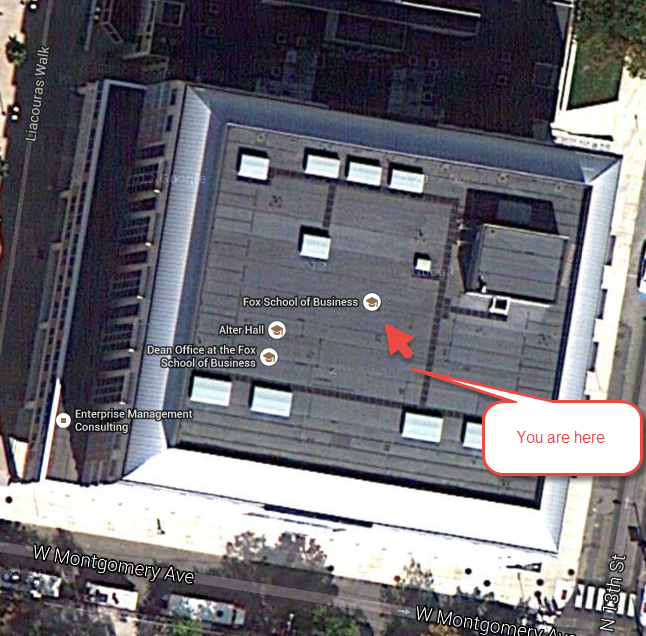 Liacouras Walk
Google
Fox School of Business
Alter Hall
Dean Office at the Fox
School of Business
Enterprise Management
Consulting
You are here
W Montgomery Ave
W Montgomery Ave
N 13th St